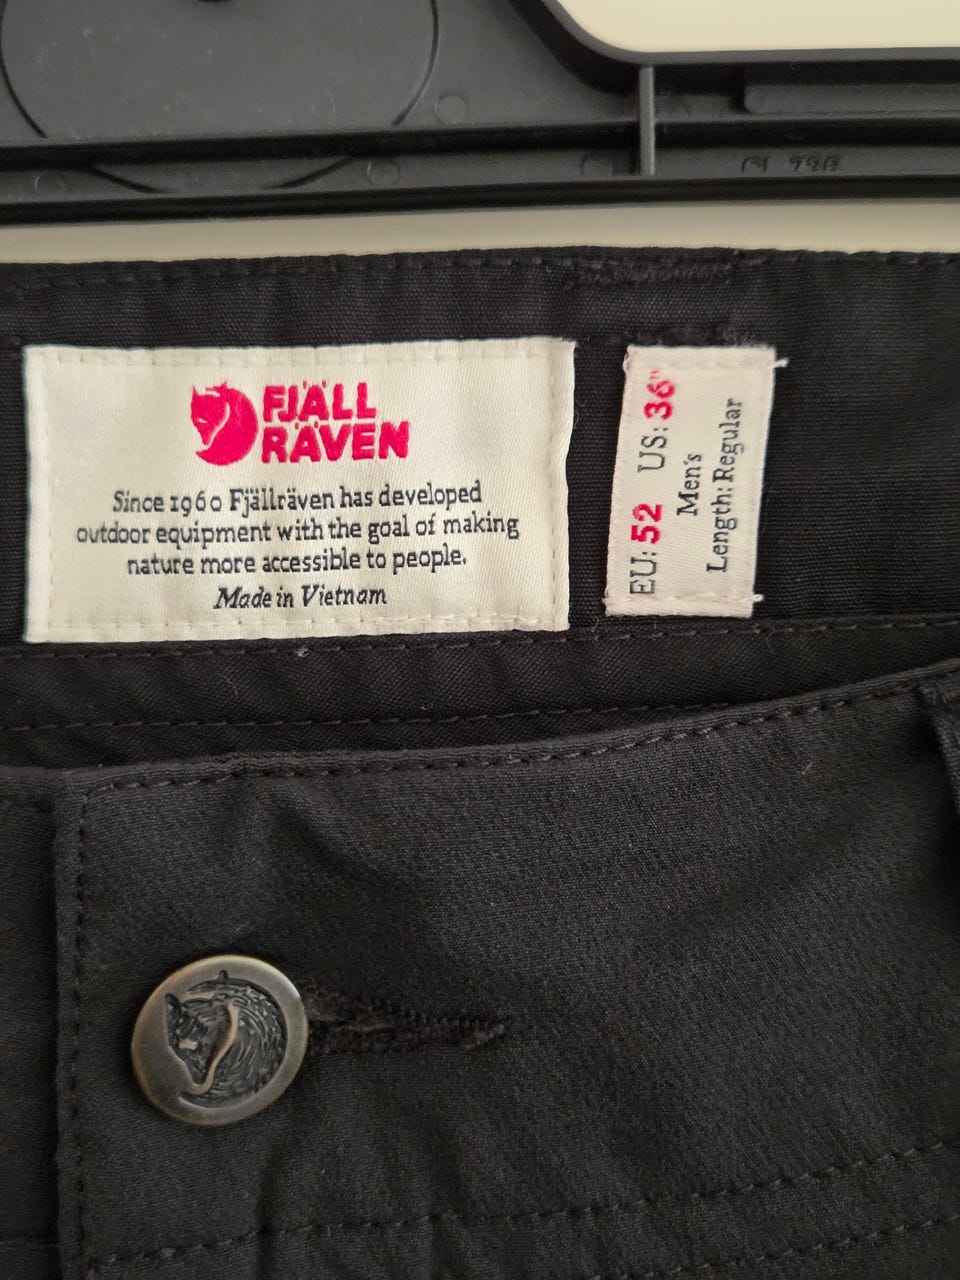 FJÄLL
RÄVEN
Since 1960 Fjällräven has developed
outdoor equipment with the goal of making
nature more accessible to people.
Made in Vietnam
EU: 52 US: 36"
Men's
Length: Regular